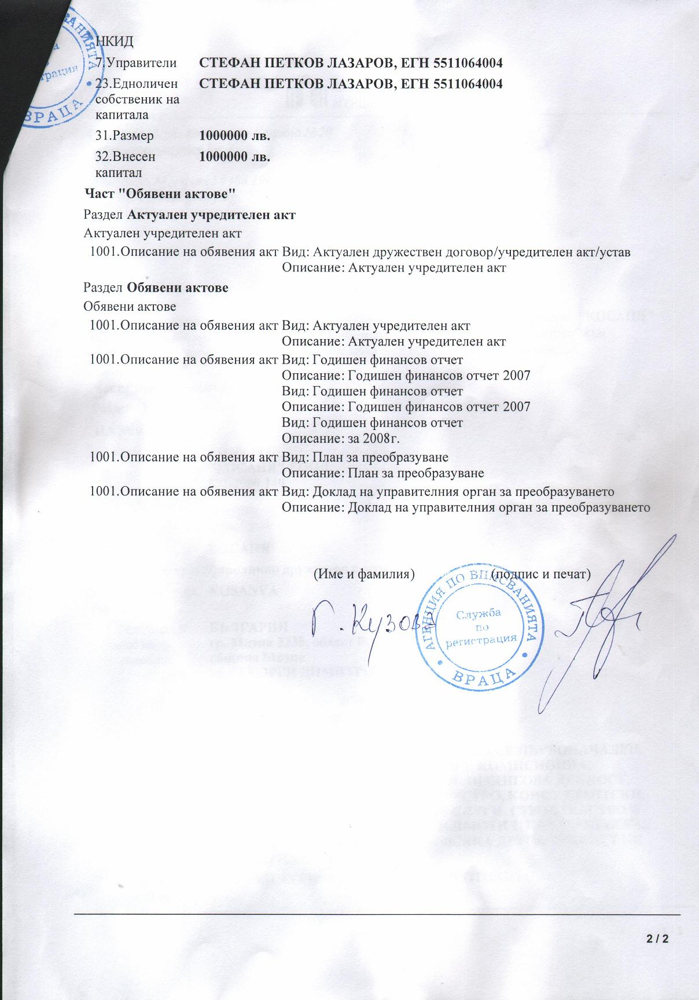 НКИД
7.Управители СТЕФАН ПЕТКОВ ЛАЗАРОВ, ЕГН 5511064004
23.Едноличен СТЕФАН ПЕТКОВ ЛАЗАРОВ, ЕГН 5511064004
собственик на
капитала
31.Размер 1000000 лв.
32.Внесен 1000000 лв.
капитал
Част "Обявени актове"
Раздел Актуален учредителен акт
Актуален учредителен акт
1001.Описание на обявения акт Вид: Актуален дружествен договор/учредителен акт/устав
Описание: Актуален учредителен акт
Раздел Обявени актове
Обявени актове
1001.Описание на обявения акт Вид: Актуален учредителен акт
Описание: Актуален учредителен акт
1001.Описание на обявения акт Вид: Годишен финансов отчет
Описание: Годишен финансов отчет 2007
Вид: Годишен финансов отчет
Описание: Годишен финансов отчет 2007
Вид: Годишен финансов отчет
Описание: за 2008г.
1001.Описание на обявения акт Вид: План за преобразуване
Описание: План за преобразуване
1001.Описание на обявения акт Вид: Доклад на управителния орган за преобразуването
Описание: Доклад на управителния орган за преобразуването
(Име и фамилия) (подпис и печат)
Г. Кузова
АГЕНЦИЯ ПО ВПИСВАНИЯТА
Служба
по
регистрация
ВРАЦА
2 / 2